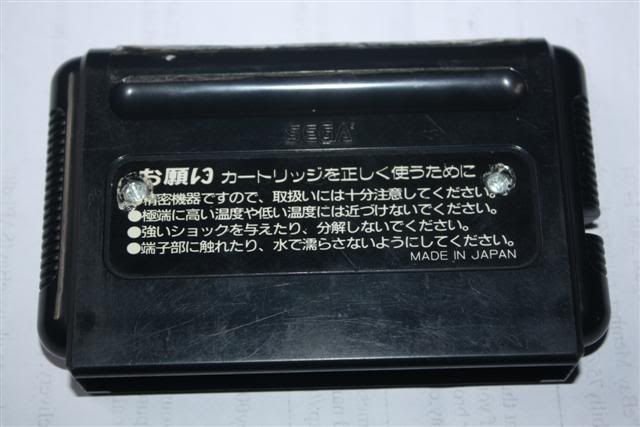 SEGA
お願い カートリッジを正しく使うために
●精密機器ですので、取扱いには十分注意してください。
●極端に高い温度や低い温度には近づけないでください。
●強いショックを与えたり、分解しないでください。
●端子部に触れたり、水で濡らさないようにしてください。
MADE IN JAPAN